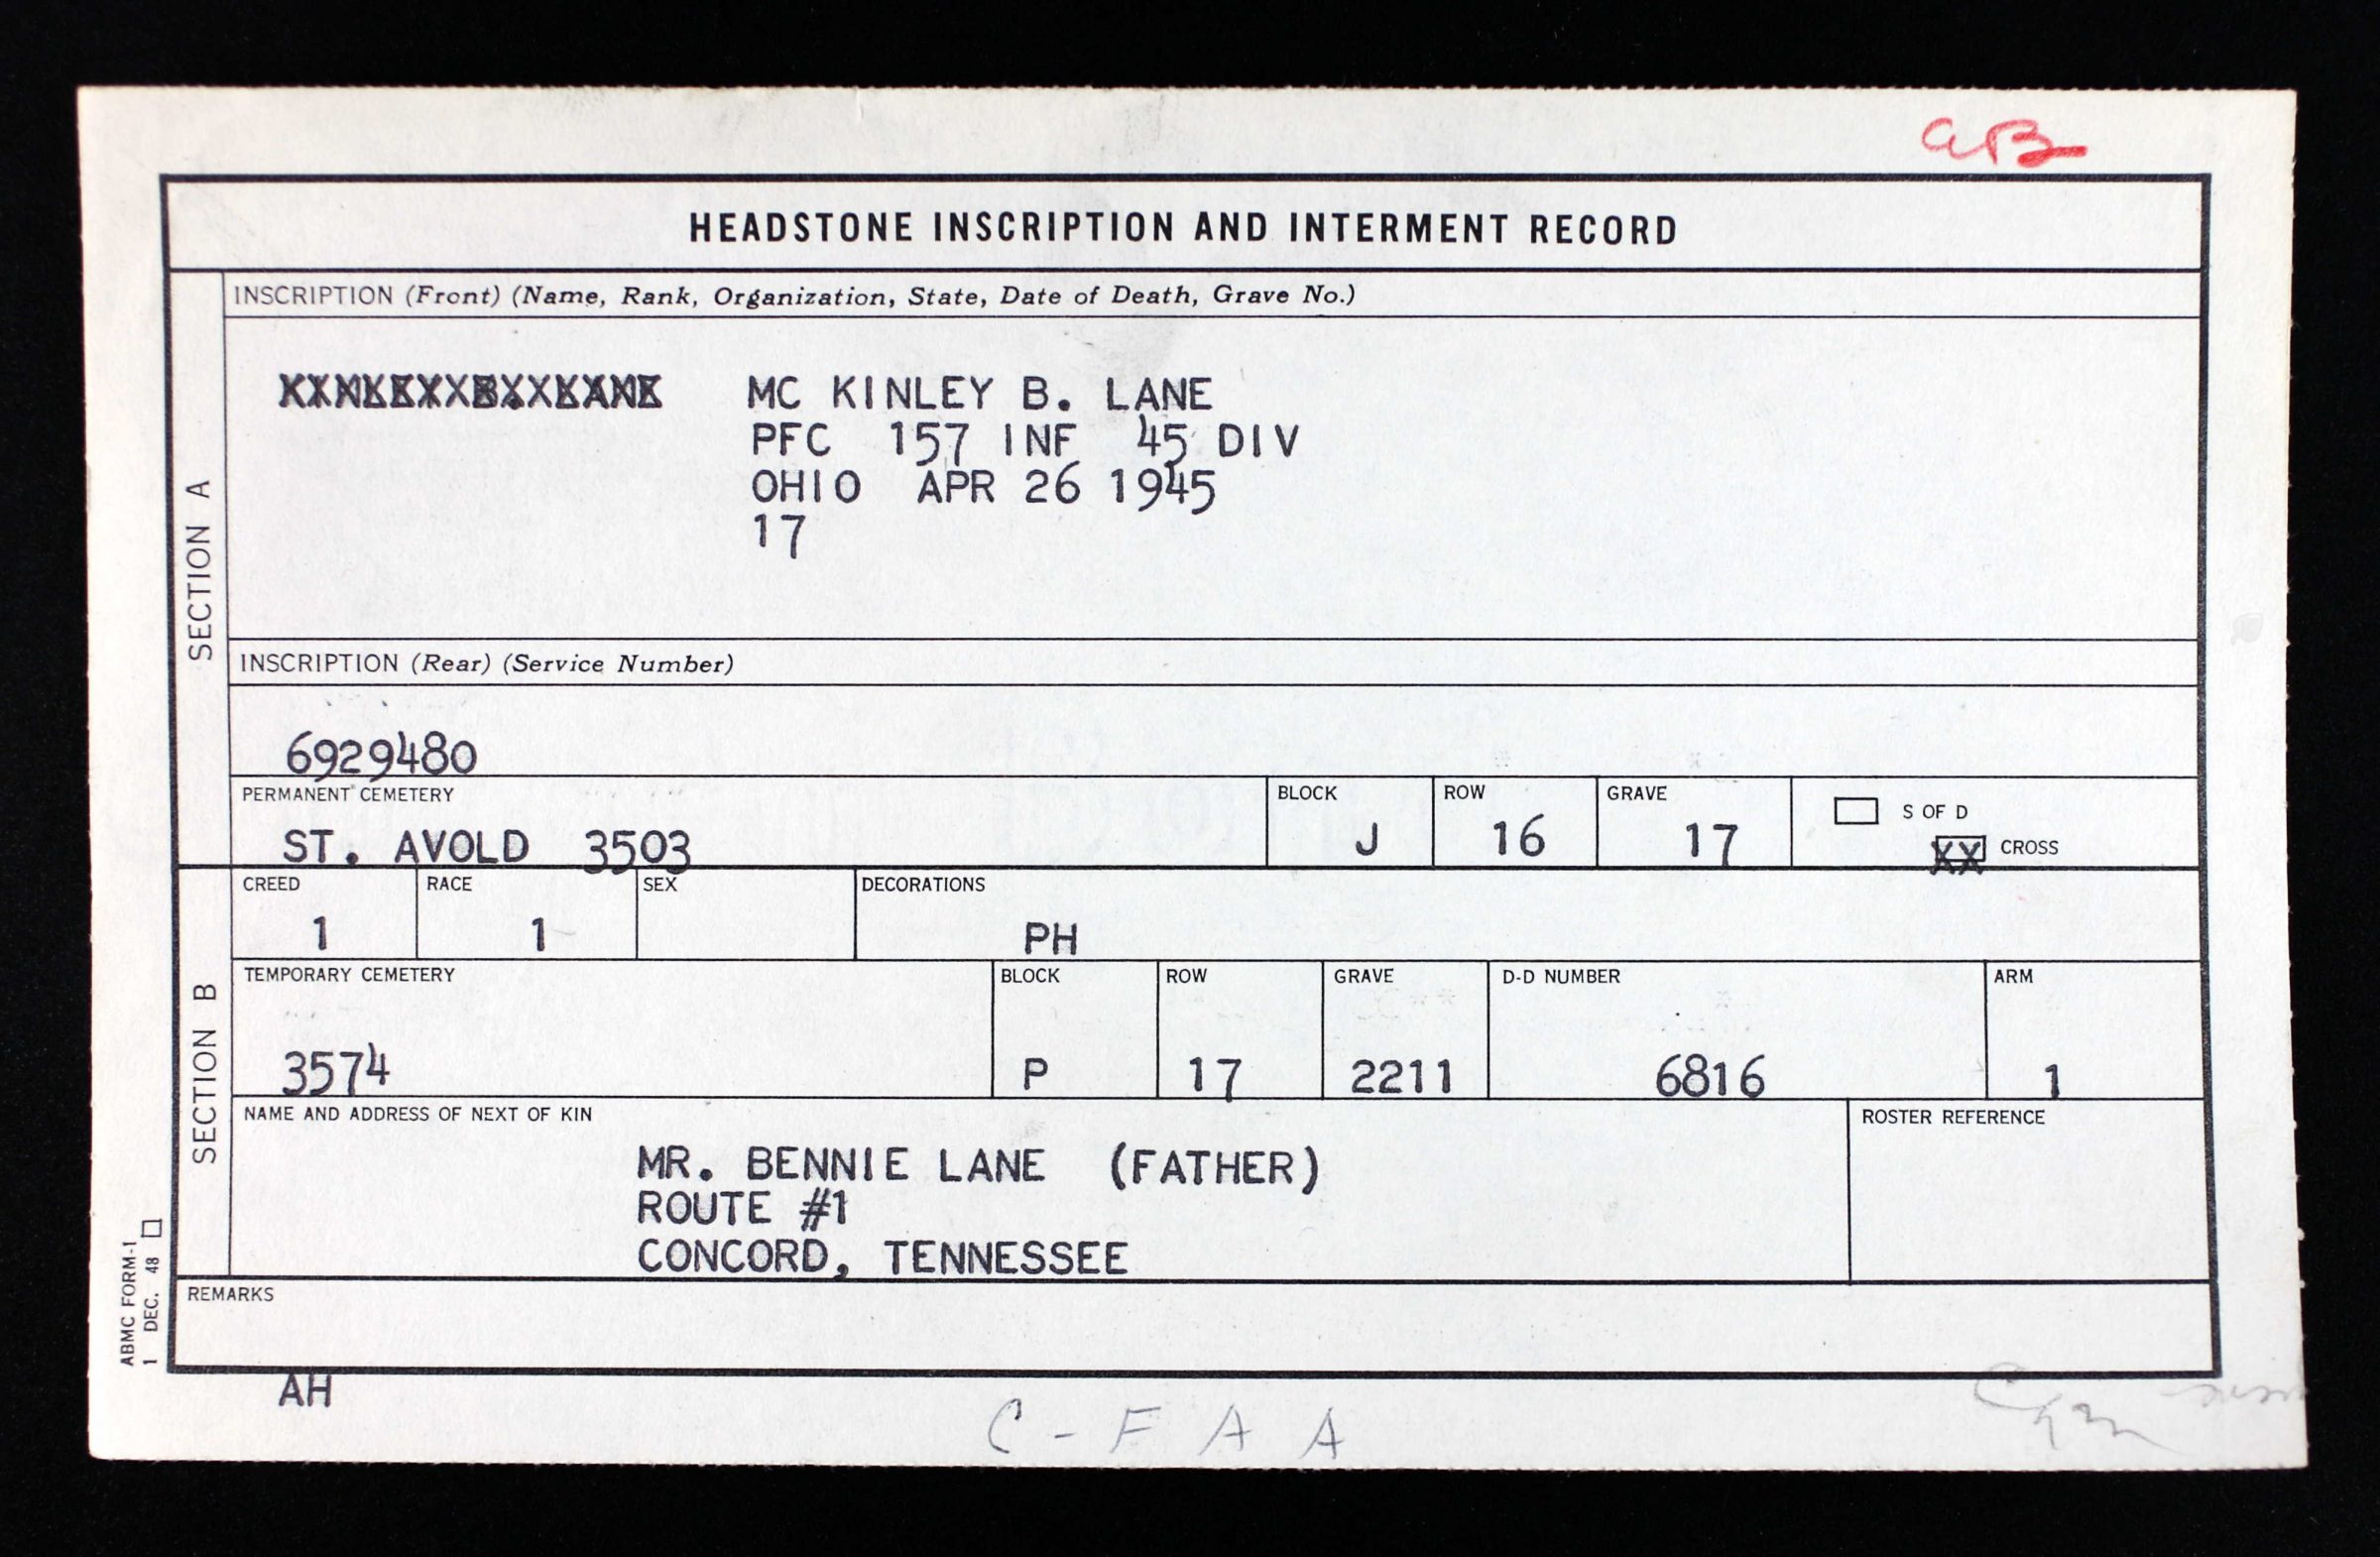 aB
HEADSTONE INSCRIPTION AND INTERMENT RECORD
SECTION A
INSCRIPTION (Front) (Name, Rank, Organization, State, Date of Death, Grave No.)
MC KINLEY B. LANE
PFC 157 INF 45 DIV
OHIO APR 26 1945
17
INSCRIPTION (Rear) (Service Number)
6929480
PERMANENT CEMETERY BLOCK ROW GRAVE S OF D
ST. AVOLD 3503 J 16 17 XX CROSS
SECTION B
CREED RACE SEX DECORATIONS
1 1 PH
TEMPORARY CEMETERY BLOCK ROW GRAVE D-D NUMBER ARM
3574 P 17 2211 6816 1
NAME AND ADDRESS OF NEXT OF KIN ROSTER REFERENCE
MR. BENNIE LANE (FATHER)
ROUTE #1
CONCORD, TENNESSEE
REMARKS
ABMC FORM-1
1 DEC. 48
AH
C - F A A